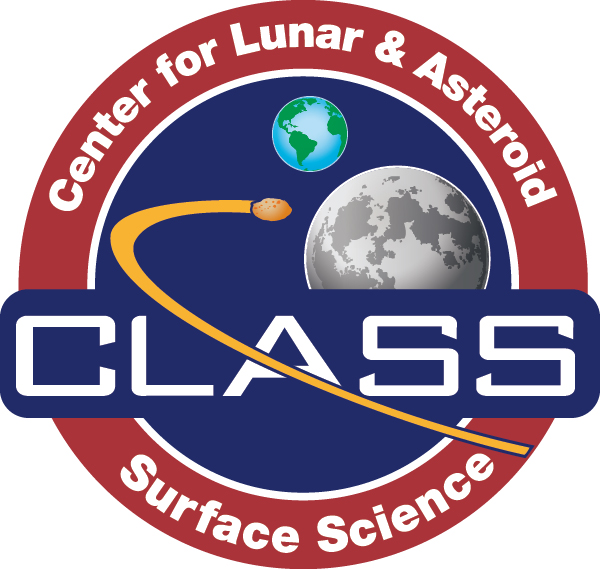 Center for Lunar & Asteroid
CLASS
Surface Science